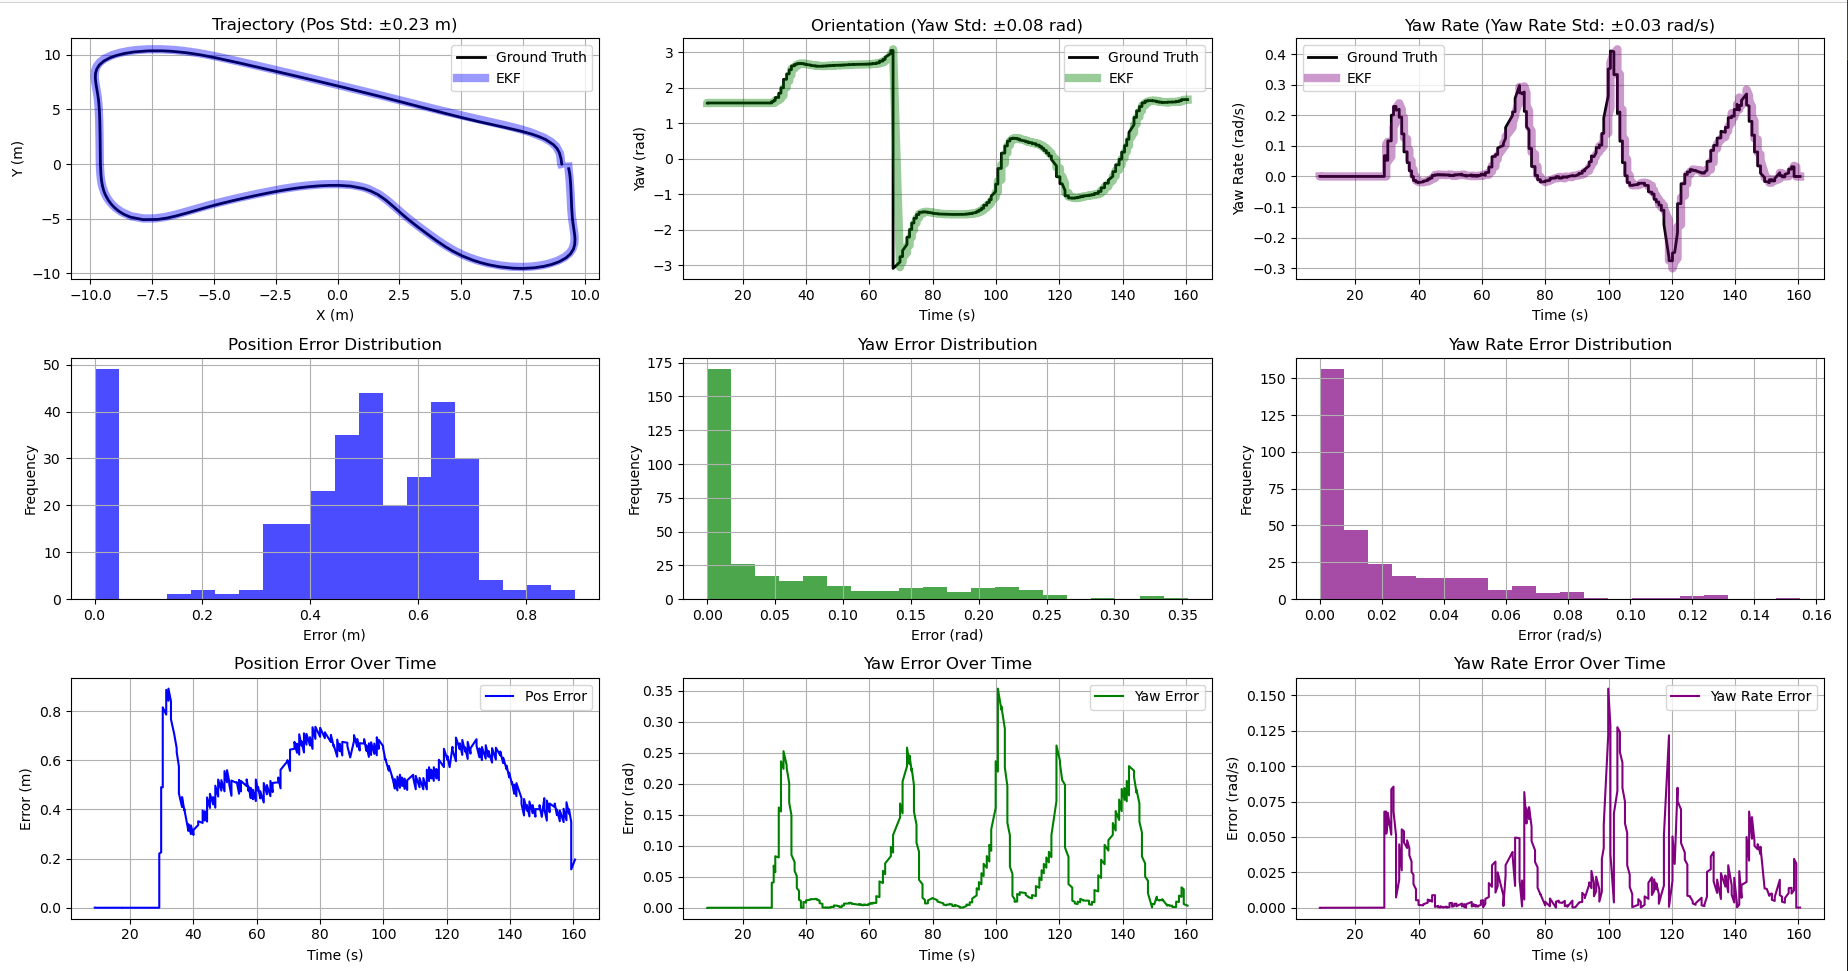 Trajectory (Pos Std: ±0.23 m)
Ground Truth
EKF
Y (m)
10
5
0
−5
−10
−10.0 −7.5 −5.0 −2.5 0.0 2.5 5.0 7.5 10.0
X (m)
Orientation (Yaw Std: ±0.08 rad)
Ground Truth
EKF
Yaw (rad)
3
2
1
0
−1
−2
−3
20 40 60 80 100 120 140 160
Time (s)
Yaw Rate (Yaw Rate Std: ±0.03 rad/s)
Ground Truth
EKF
Yaw Rate (rad/s)
0.4
0.3
0.2
0.1
0.0
−0.1
−0.2
−0.3
20 40 60 80 100 120 140 160
Time (s)
Position Error Distribution
Frequency
50
40
30
20
10
0
0.0 0.2 0.4 0.6 0.8
Error (m)
Yaw Error Distribution
Frequency
175
150
125
100
75
50
25
0
0.00 0.05 0.10 0.15 0.20 0.25 0.30 0.35
Error (rad)
Yaw Rate Error Distribution
Frequency
150
125
100
75
50
25
0
0.00 0.02 0.04 0.06 0.08 0.10 0.12 0.14 0.16
Error (rad/s)
Position Error Over Time
Pos Error
Error (m)
0.8
0.6
0.4
0.2
0.0
20 40 60 80 100 120 140 160
Time (s)
Yaw Error Over Time
Yaw Error
Error (rad)
0.35
0.30
0.25
0.20
0.15
0.10
0.05
0.00
20 40 60 80 100 120 140 160
Time (s)
Yaw Rate Error Over Time
Yaw Rate Error
Error (rad/s)
0.150
0.125
0.100
0.075
0.050
0.025
0.000
20 40 60 80 100 120 140 160
Time (s)